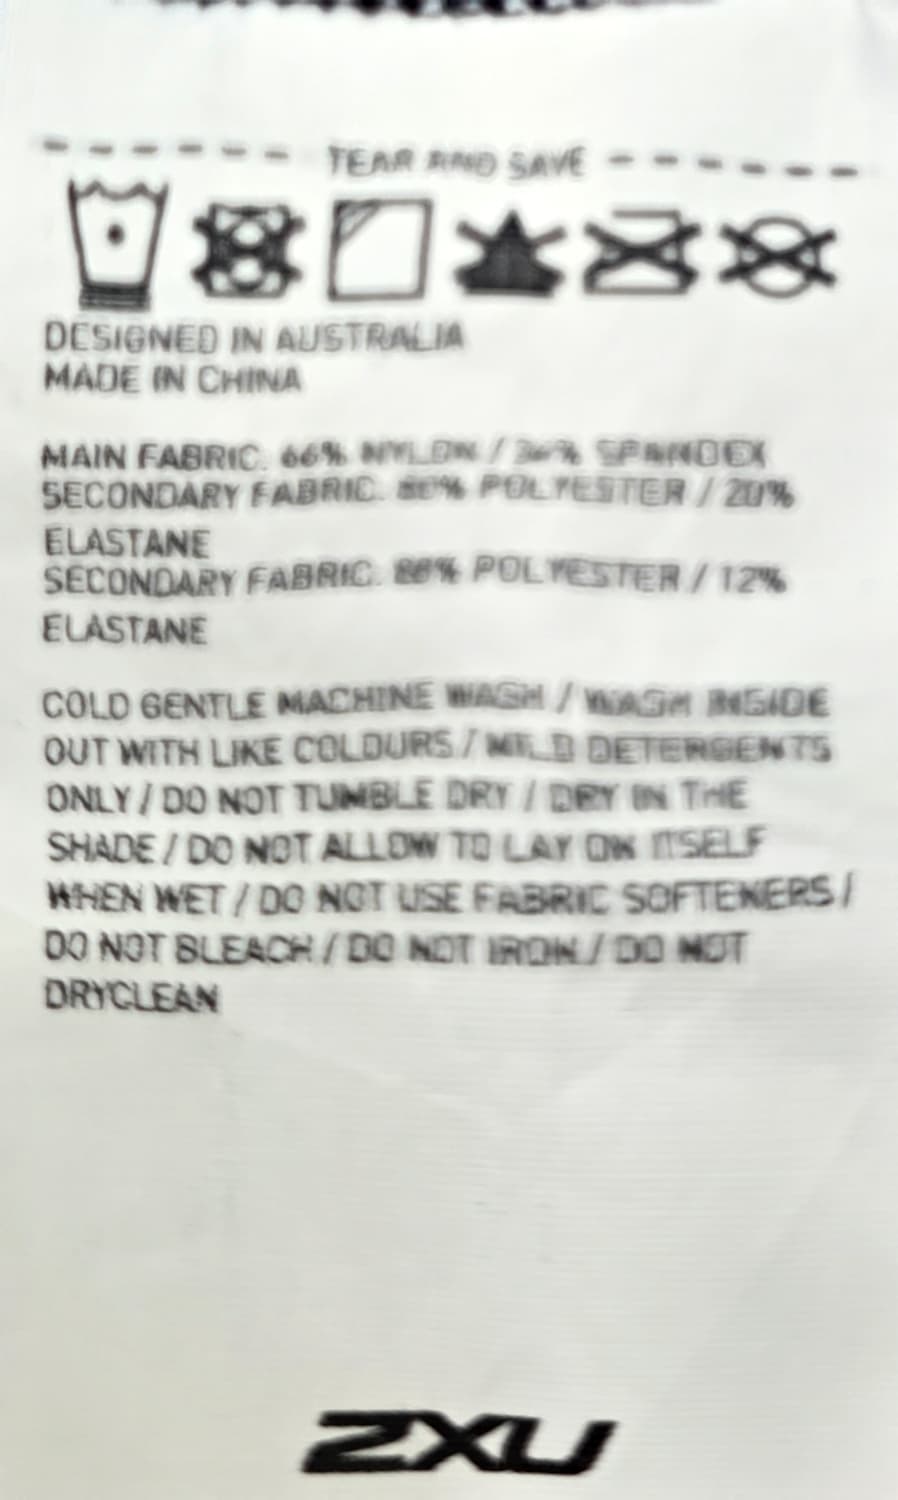 TEAR AND SAVE
DESIGNED IN AUSTRALIA
MADE IN CHINA
MAIN FABRIC: 66% NYLON / SPANDEX
SECONDARY FABRIC: 80% POLYESTER / 20%
ELASTANE
SECONDARY FABRIC: 88% POLYESTER / 12%
ELASTANE
COLD GENTLE MACHINE WASH / WASH INSIDE
OUT WITH LIKE COLOURS / MILD DETERGENTS
ONLY / DO NOT TUMBLE DRY / DRY IN THE
SHADE / DO NOT ALLOW TO LAY ON ITSELF
WHEN WET / DO NOT USE FABRIC SOFTENERS /
DO NOT BLEACH / DO NOT IRON / DO NOT
DRYCLEAN
2XU